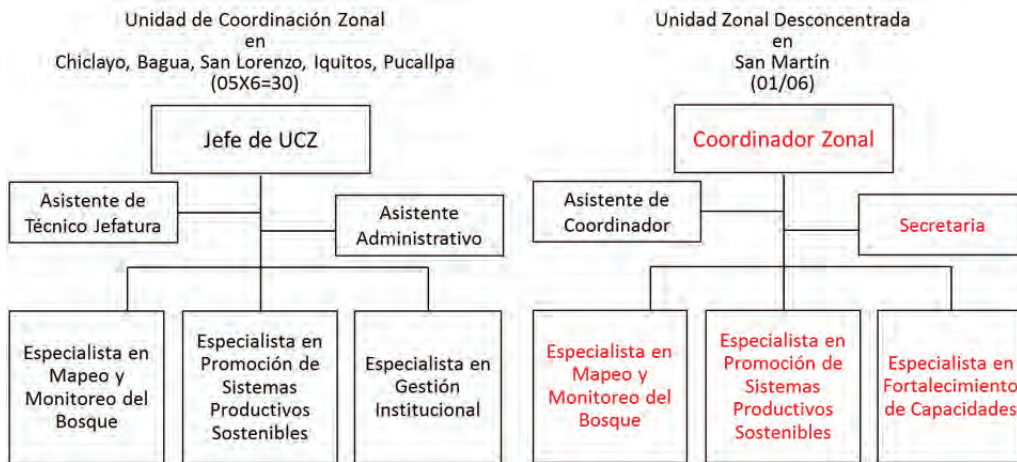 Unidad de Coordinación Zonal
en
Chiclayo, Bagua, San Lorenzo, Iquitos, Pucallpa
(05X6=30)
Jefe de UCZ
Asistente de
Técnico Jefatura
Asistente
Administrativo
Especialista en
Mapeo y
Monitoreo del
Bosque
Especialista en
Promoción de
Sistemas
Productivos
Sostenibles
Especialista en
Gestión
Institucional
Unidad Zonal Desconcentrada
en
San Martín
(01/06)
Coordinador Zonal
Asistente de
Coordinador
Secretaria
Especialista en
Mapeo y
Monitoreo del
Bosque
Especialista en
Promoción de
Sistemas
Productivos
Sostenibles
Especialista en
Fortalecimiento
de Capacidades